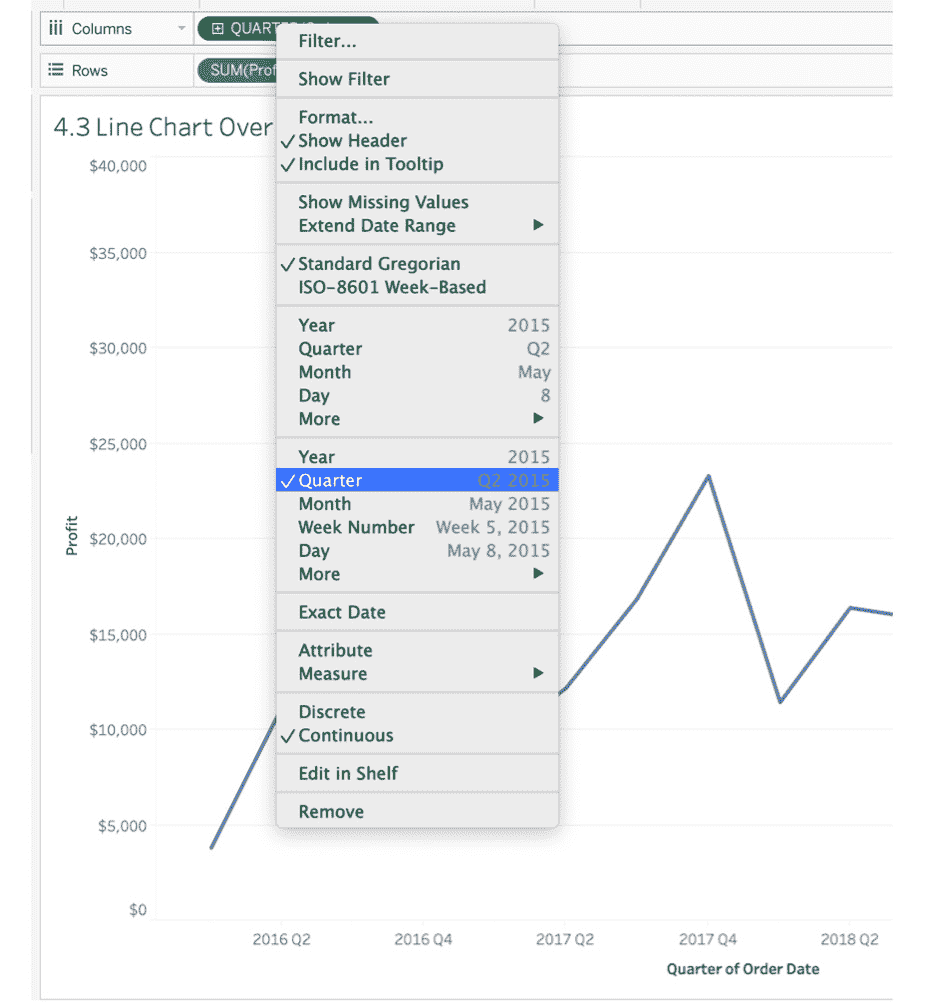 Columns
QUART
Rows
SUM(Prof
4.3 Line Chart Over
Filter...
Show Filter
Format...
✓Show Header
✓Include in Tooltip
Show Missing Values
Extend Date Range ▶
✓Standard Gregorian
ISO-8601 Week-Based
Year 2015
Quarter Q2
Month May
Day 8
More ▶
Year 2015
✓Quarter Q2 2015
Month May 2015
Week Number Week 5, 2015
Day May 8, 2015
More ▶
Exact Date
Attribute
Measure ▶
Discrete
✓Continuous
Edit in Shelf
Remove
$40,000
$35,000
$30,000
$25,000
$20,000
$15,000
$10,000
$5,000
$0
Profit
2016 Q2 2016 Q4 2017 Q2 2017 Q4 2018 Q2
Quarter of Order Date